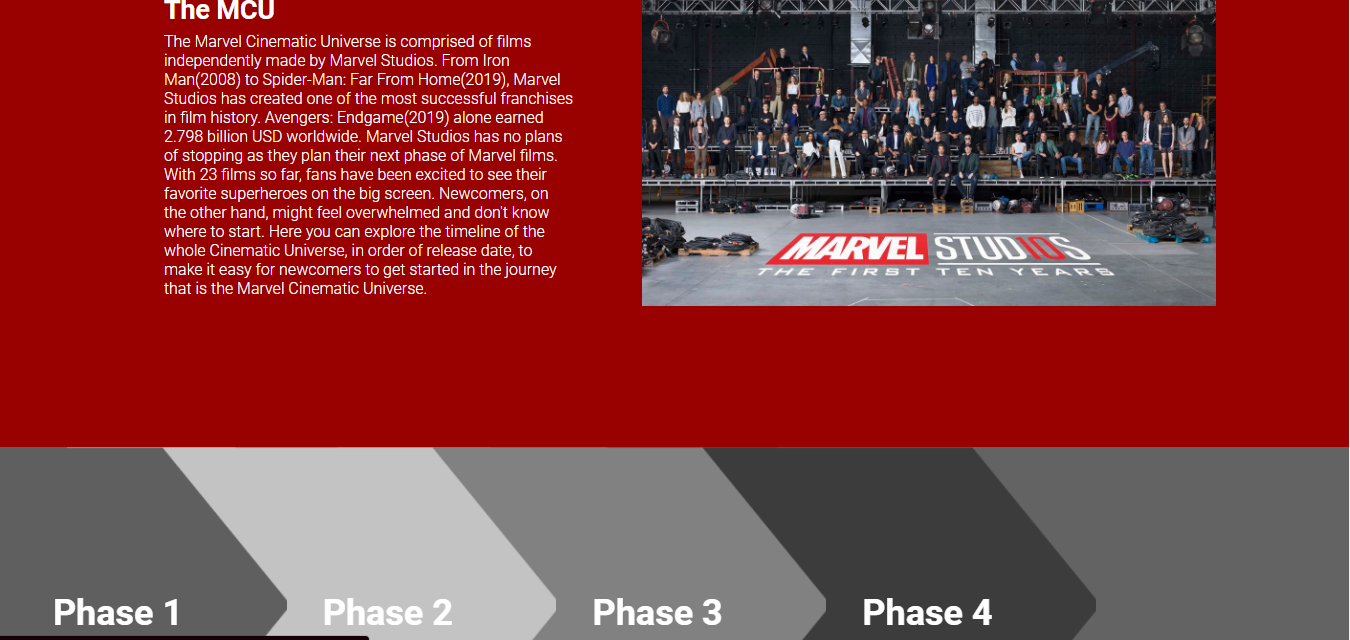 The MCU
The Marvel Cinematic Universe is comprised of films
independently made by Marvel Studios. From Iron
Man(2008) to Spider-Man: Far From Home(2019), Marvel
Studios has created one of the most successful franchises
in film history. Avengers: Endgame(2019) alone earned
2.798 billion USD worldwide. Marvel Studios has no plans
of stopping as they plan their next phase of Marvel films.
With 23 films so far, fans have been excited to see their
favorite superheroes on the big screen. Newcomers, on
the other hand, might feel overwhelmed and don't know
where to start. Here you can explore the timeline of the
whole Cinematic Universe, in order of release date, to
make it easy for newcomers to get started in the journey
that is the Marvel Cinematic Universe.
MARVEL STUDIOS
THE FIRST TEN YEARS
Phase 1
Phase 2
Phase 3
Phase 4